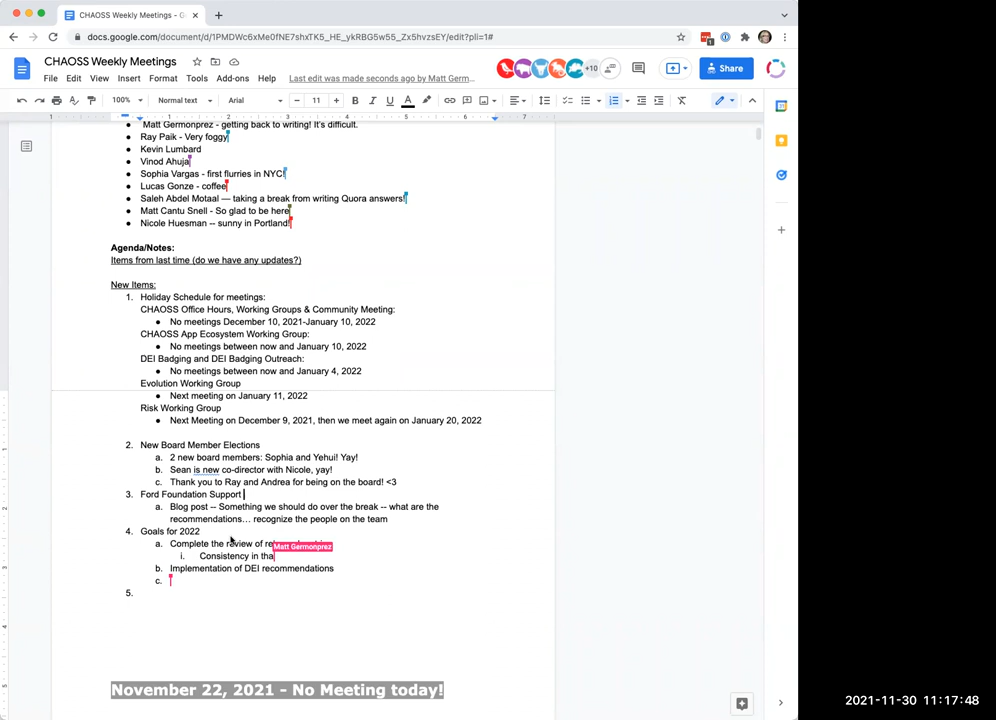 CHAOSS Weekly Meetings - G
docs.google.com/document/d/1PMDWc6xMe0fNE7shxTK5_HE_ykRBG5w55_Zx5hvzsEY/edit?pli=1#
CHAOSS Weekly Meetings
File Edit View Insert Format Tools Add-ons Help Last edit was made seconds ago by Matt Germ...
+10
Share
100% Normal text Arial 11
1 1 2 3 4 5 6 7
Matt Germonprez - getting back to writing! It's difficult.
Ray Paik - Very foggy
Kevin Lumbard
Vinod Ahuja
Sophia Vargas - first flurries in NYC!
Lucas Gonze - coffee
Saleh Abdel Motaal — taking a break from writing Quora answers!
Matt Cantu Snell - So glad to be here
Nicole Huesman -- sunny in Portland!
Agenda/Notes:
Items from last time (do we have any updates?)
New Items:
1. Holiday Schedule for meetings:
CHAOSS Office Hours, Working Groups & Community Meeting:
No meetings December 10, 2021-January 10, 2022
CHAOSS App Ecosystem Working Group:
No meetings between now and January 10, 2022
DEI Badging and DEI Badging Outreach:
No meetings between now and January 4, 2022
Evolution Working Group
Next meeting on January 11, 2022
Risk Working Group
Next Meeting on December 9, 2021, then we meet again on January 20, 2022
2. New Board Member Elections
a. 2 new board members: Sophia and Yehui! Yay!
b. Sean is new co-director with Nicole, yay!
c. Thank you to Ray and Andrea for being on the board! <3
3. Ford Foundation Support
a. Blog post -- Something we should do over the break -- what are the
recommendations... recognize the people on the team
4. Goals for 2022
a. Complete the review of
Matt Germonprez
i. Consistency in tha
b. Implementation of DEI recommendations
c.
5.
November 22, 2021 - No Meeting today!
2021-11-30 11:17:48